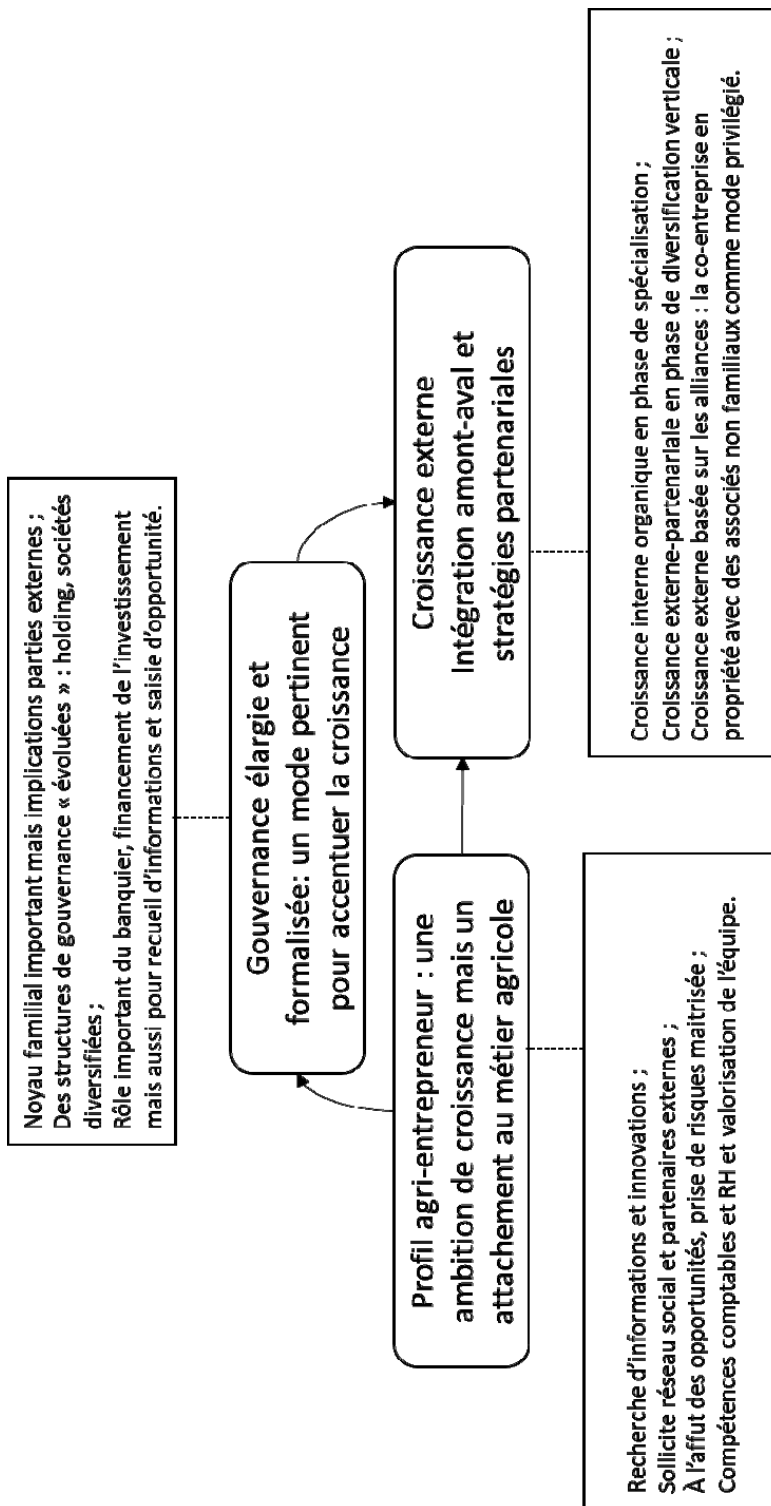 Noyau familial important mais implications parties externes ;
Des structures de gouvernance « évoluées » : holding, sociétés
diversifiées ;
Rôle important du banquier, financement de l'investissement
mais aussi pour recueil d'informations et saisie d'opportunité.
Gouvernance élargie et
formalisée: un mode pertinent
pour accentuer la croissance
Profil agri-entrepreneur : une
ambition de croissance mais un
attachement au métier agricole
Croissance externe
Intégration amont-aval et
stratégies partenariales
Recherche d'informations et innovations ;
Sollicite réseau social et partenaires externes ;
À l'affut des opportunités, prise de risques maitrisée ;
Compétences comptables et RH et valorisation de l'équipe.
Croissance interne organique en phase de spécialisation ;
Croissance externe-partenariale en phase de diversification verticale ;
Croissance externe basée sur les alliances : la co-entreprise en
propriété avec des associés non familiaux comme mode privilégié.